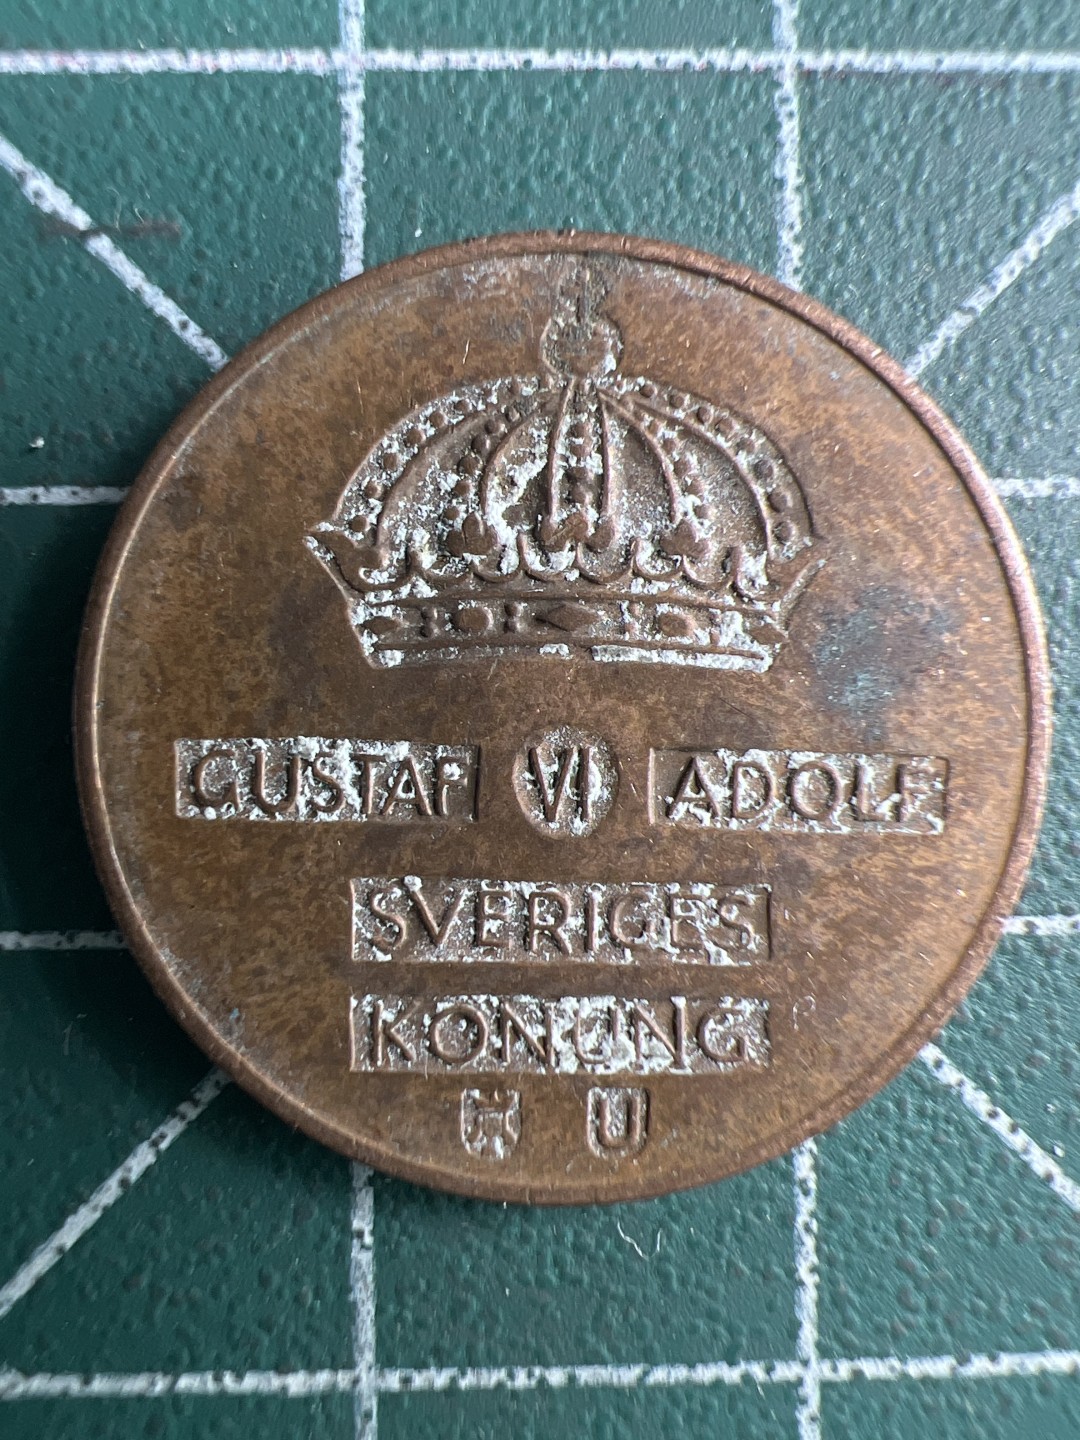 GUSTAF VI ADOLF
SVERIGES
KONUNG
U